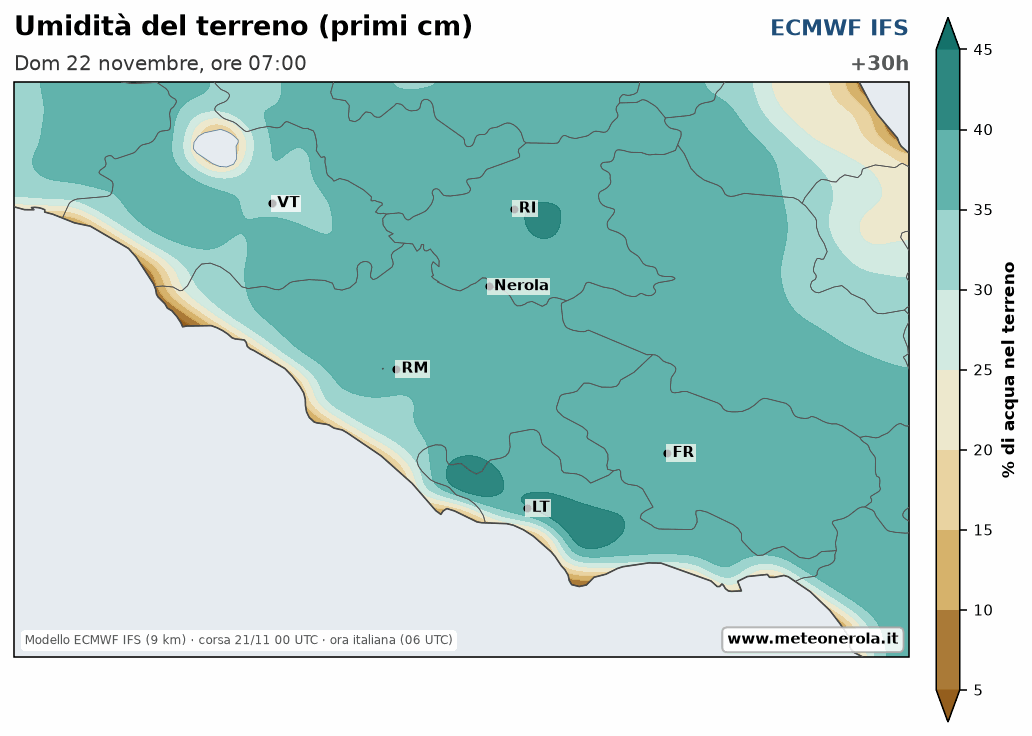 Umidità del terreno (primi cm)
ECMWF IFS
Dom 22 novembre, ore 07:00
+30h
45
40
35
30
25
20
15
10
5
% di acqua nel terreno
VT
RI
Nerola
RM
FR
LT
Modello ECMWF IFS (9 km) · corsa 21/11 00 UTC · ora italiana (06 UTC)
www.meteonerola.it